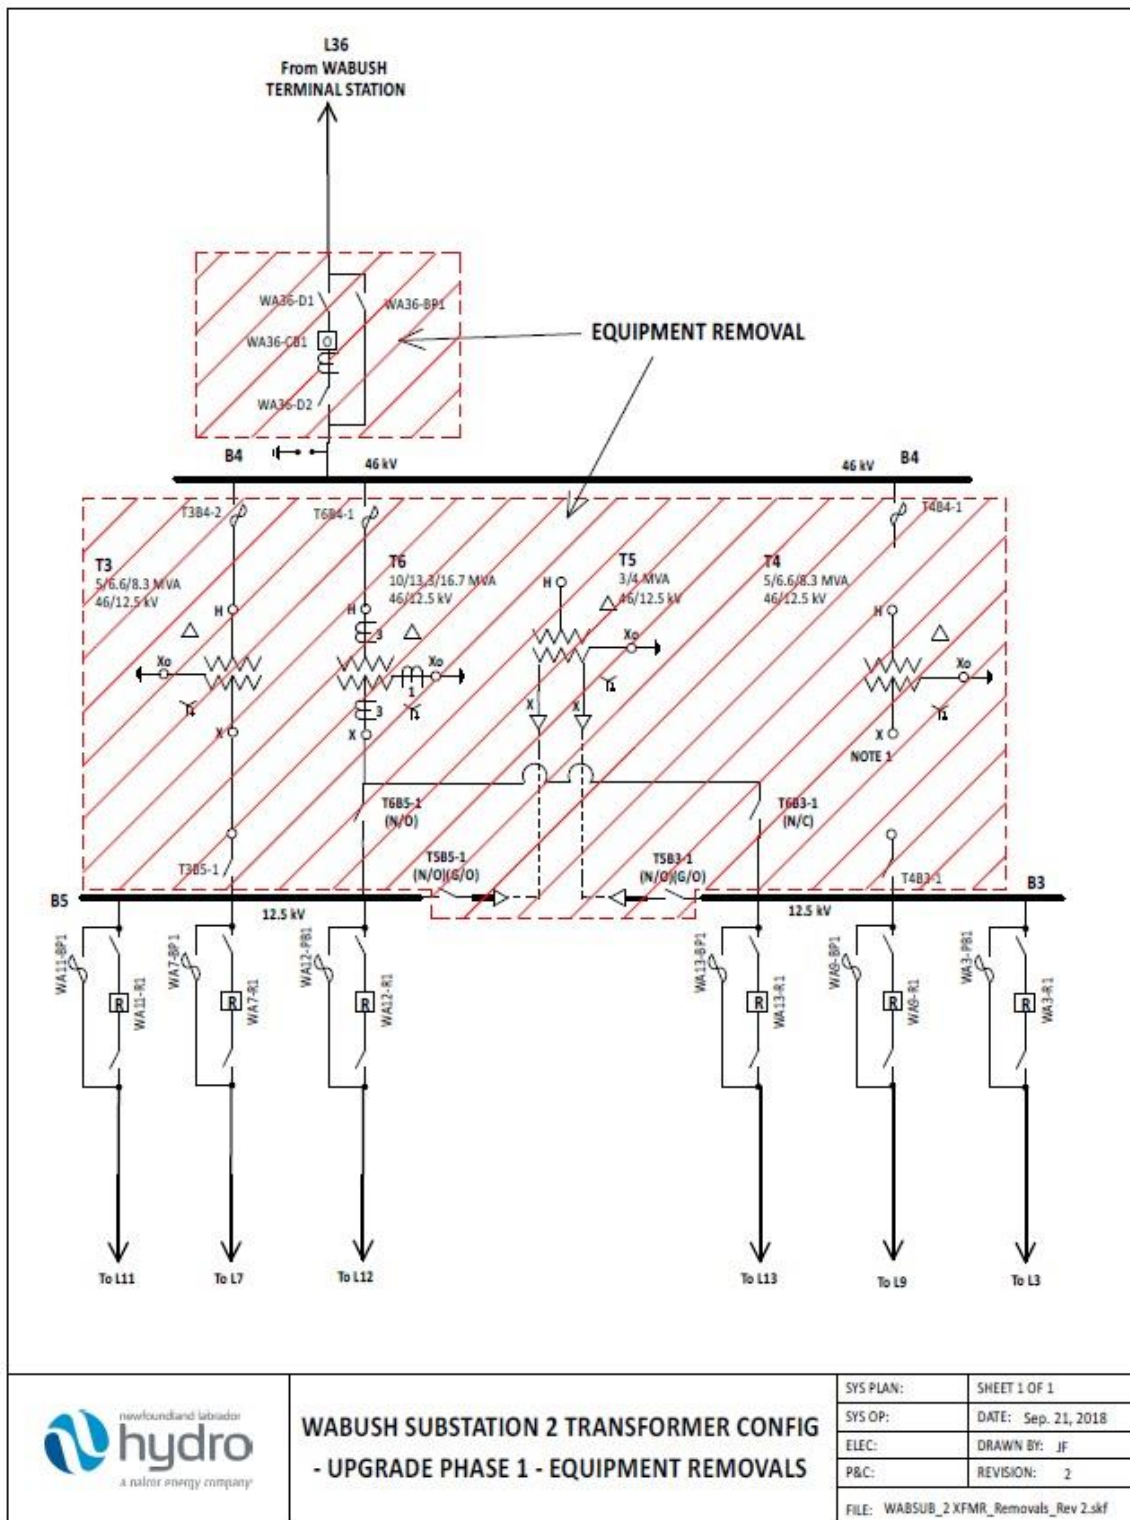 L36
From WABUSH
TERMINAL STATION
WA36-D1
WA36-BP1
WA36-CB1
O
WA36-D2
EQUIPMENT REMOVAL
B4
46 kV
46 kV
B4
T3B4-2
T6B4-1
T4B4-1
T3
5/6.6/8.3 MVA
46/12.5 kV
T6
10/13.3/16.7 MVA
46/12.5 kV
T5
3/4 MVA
46/12.5 kV
T4
5/6.6/8.3 MVA
46/12.5 kV
H
H
H
H
3
Xo
Xo
Xo
Xo
1
3
X
X
X
X
X
NOTE 1
T6B5-1
(N/O)
T6B3-1
(N/C)
T3B5-1
T5B5-1
(N/O)(G/O)
T5B3-1
(N/O)(G/O)
T4B3-1
B5
12.5 kV
12.5 kV
B3
WA11-BP1
R
WA11-R1
WA7-BP1
R
WA7-R1
WA12-PB1
R
WA12-R1
WA13-BP1
R
WA13-R1
WA9-BP1
R
WA9-R1
WA3-PB1
R
WA3-R1
To L11
To L7
To L12
To L13
To L9
To L3
newfoundland labrador
hydro
a nalcor energy company
WABUSH SUBSTATION 2 TRANSFORMER CONFIG
- UPGRADE PHASE 1 - EQUIPMENT REMOVALS
SYS PLAN:
SHEET 1 OF 1
SYS OP:
DATE: Sep. 21, 2018
ELEC:
DRAWN BY: JF
P&C:
REVISION: 2
FILE: WABSUB_2 XFMR_Removals_Rev 2.skf